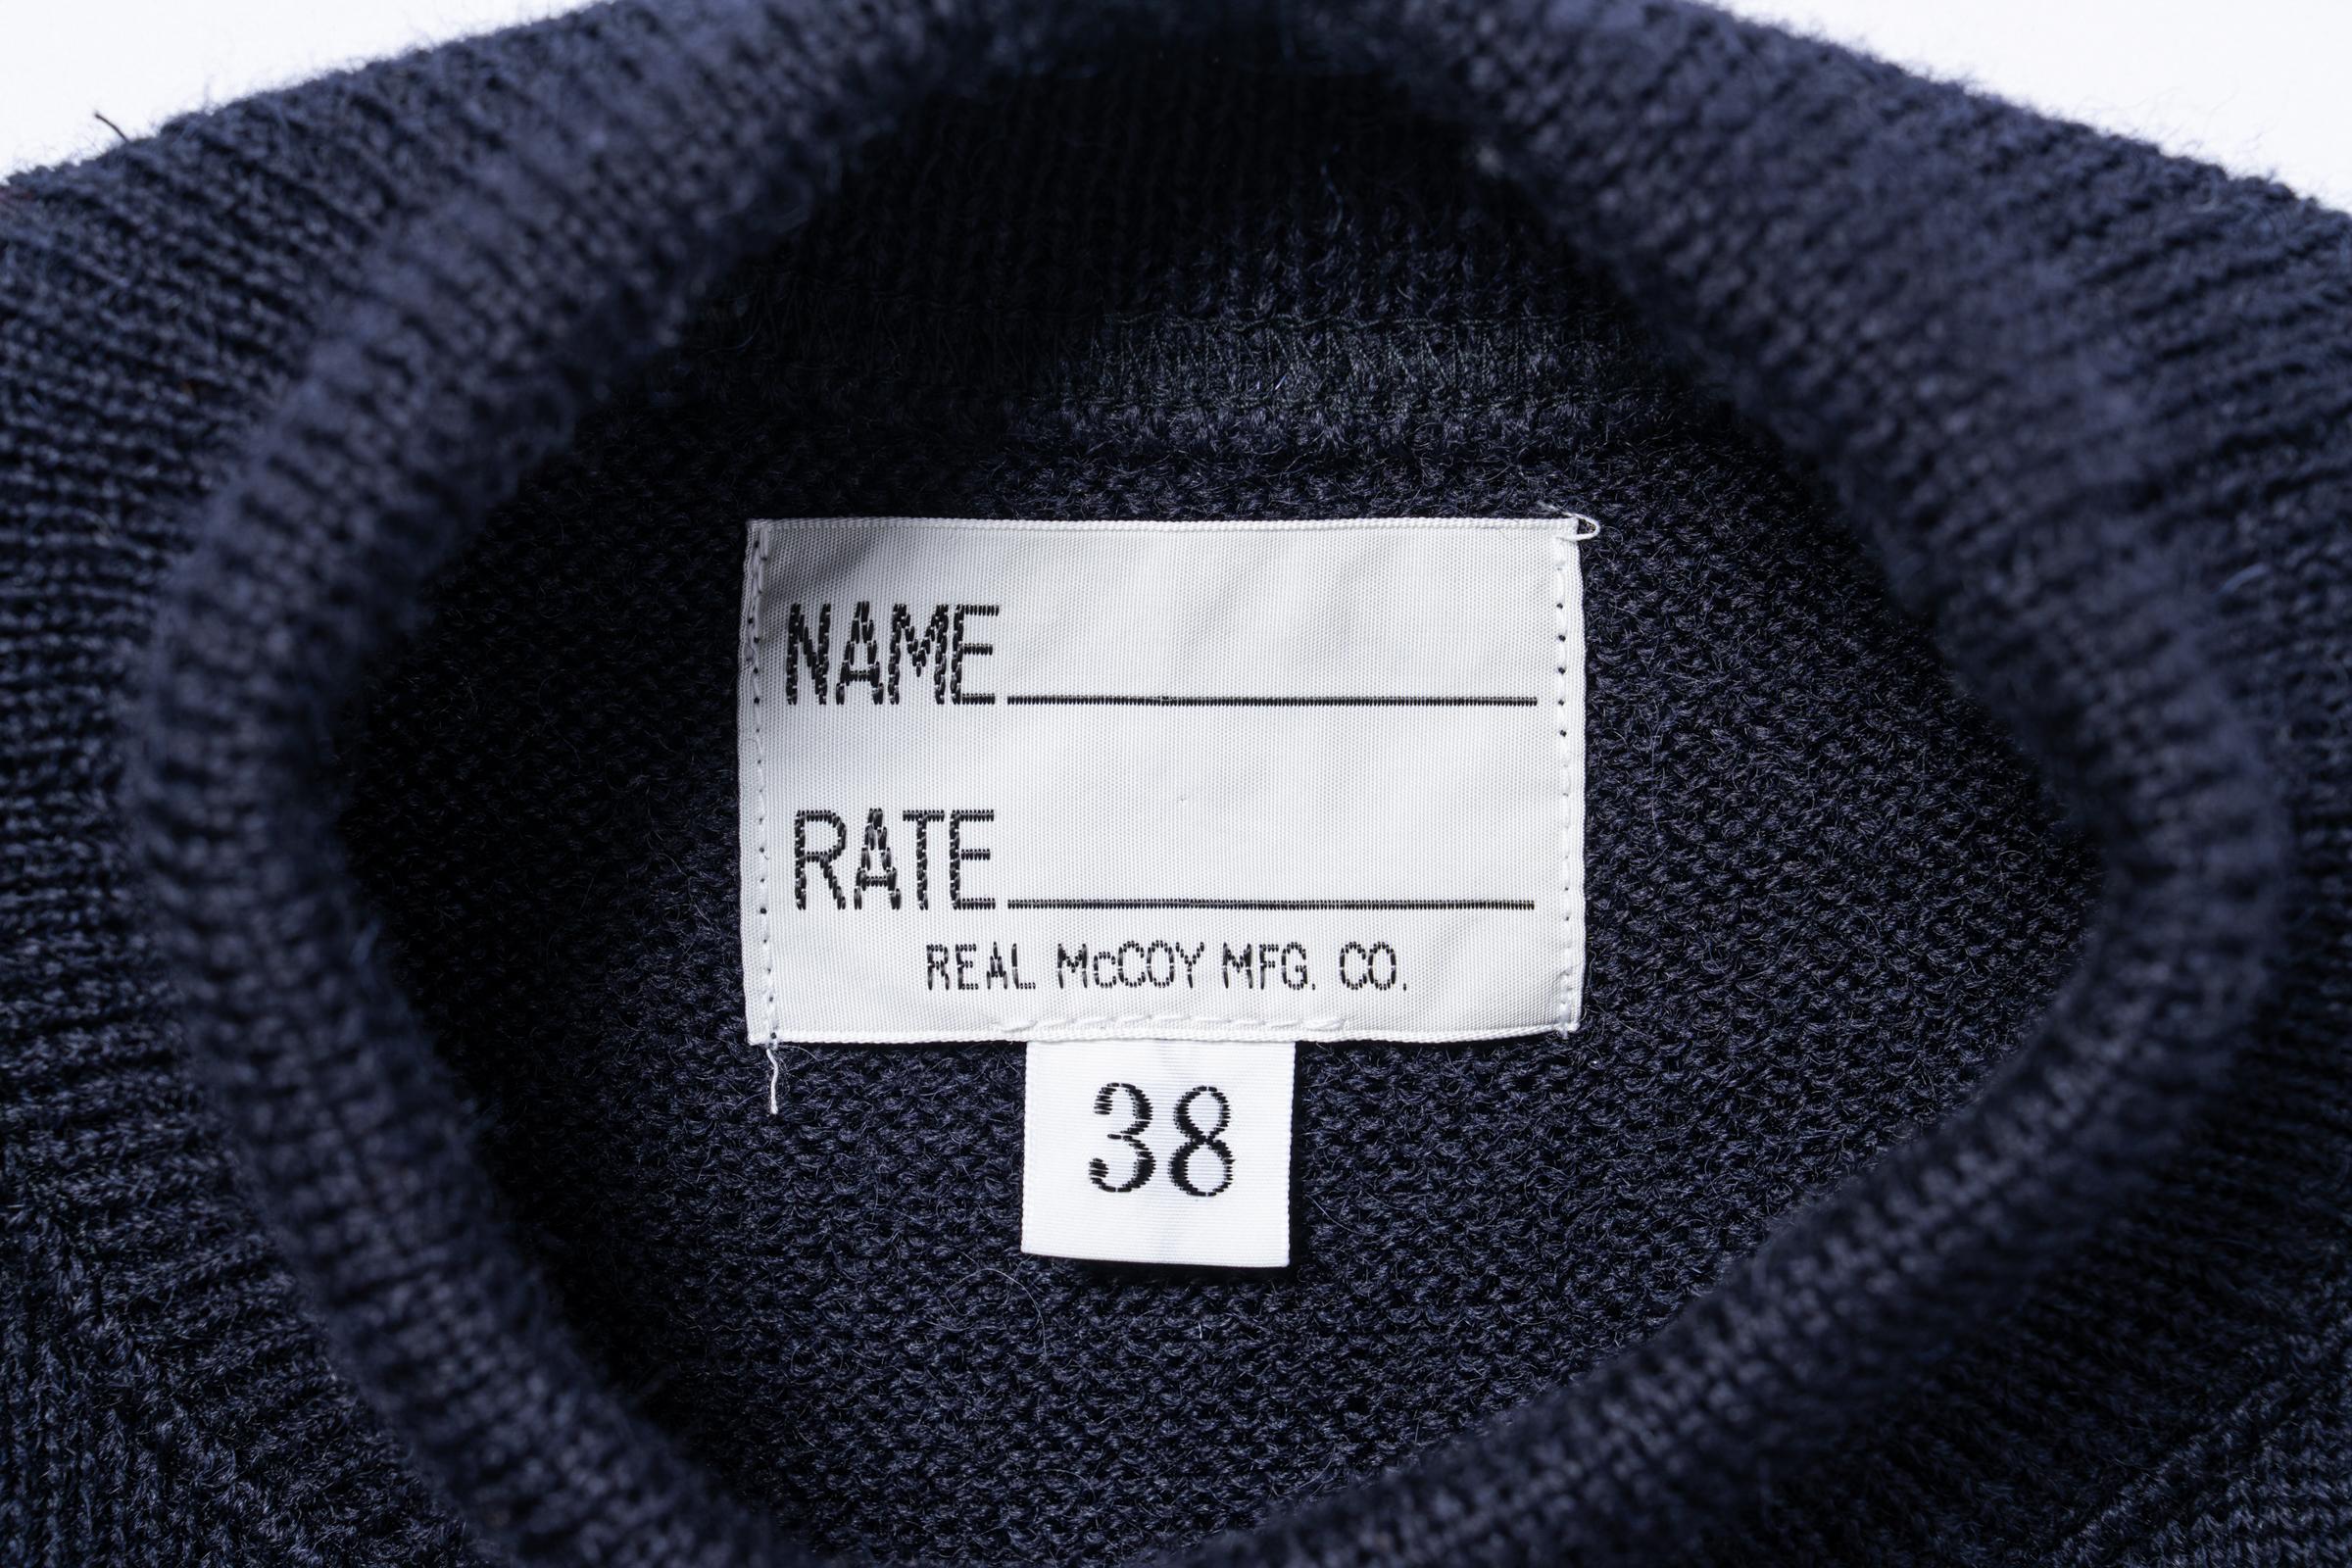 NAME
RATE
REAL McCOY MFG. CO.
38